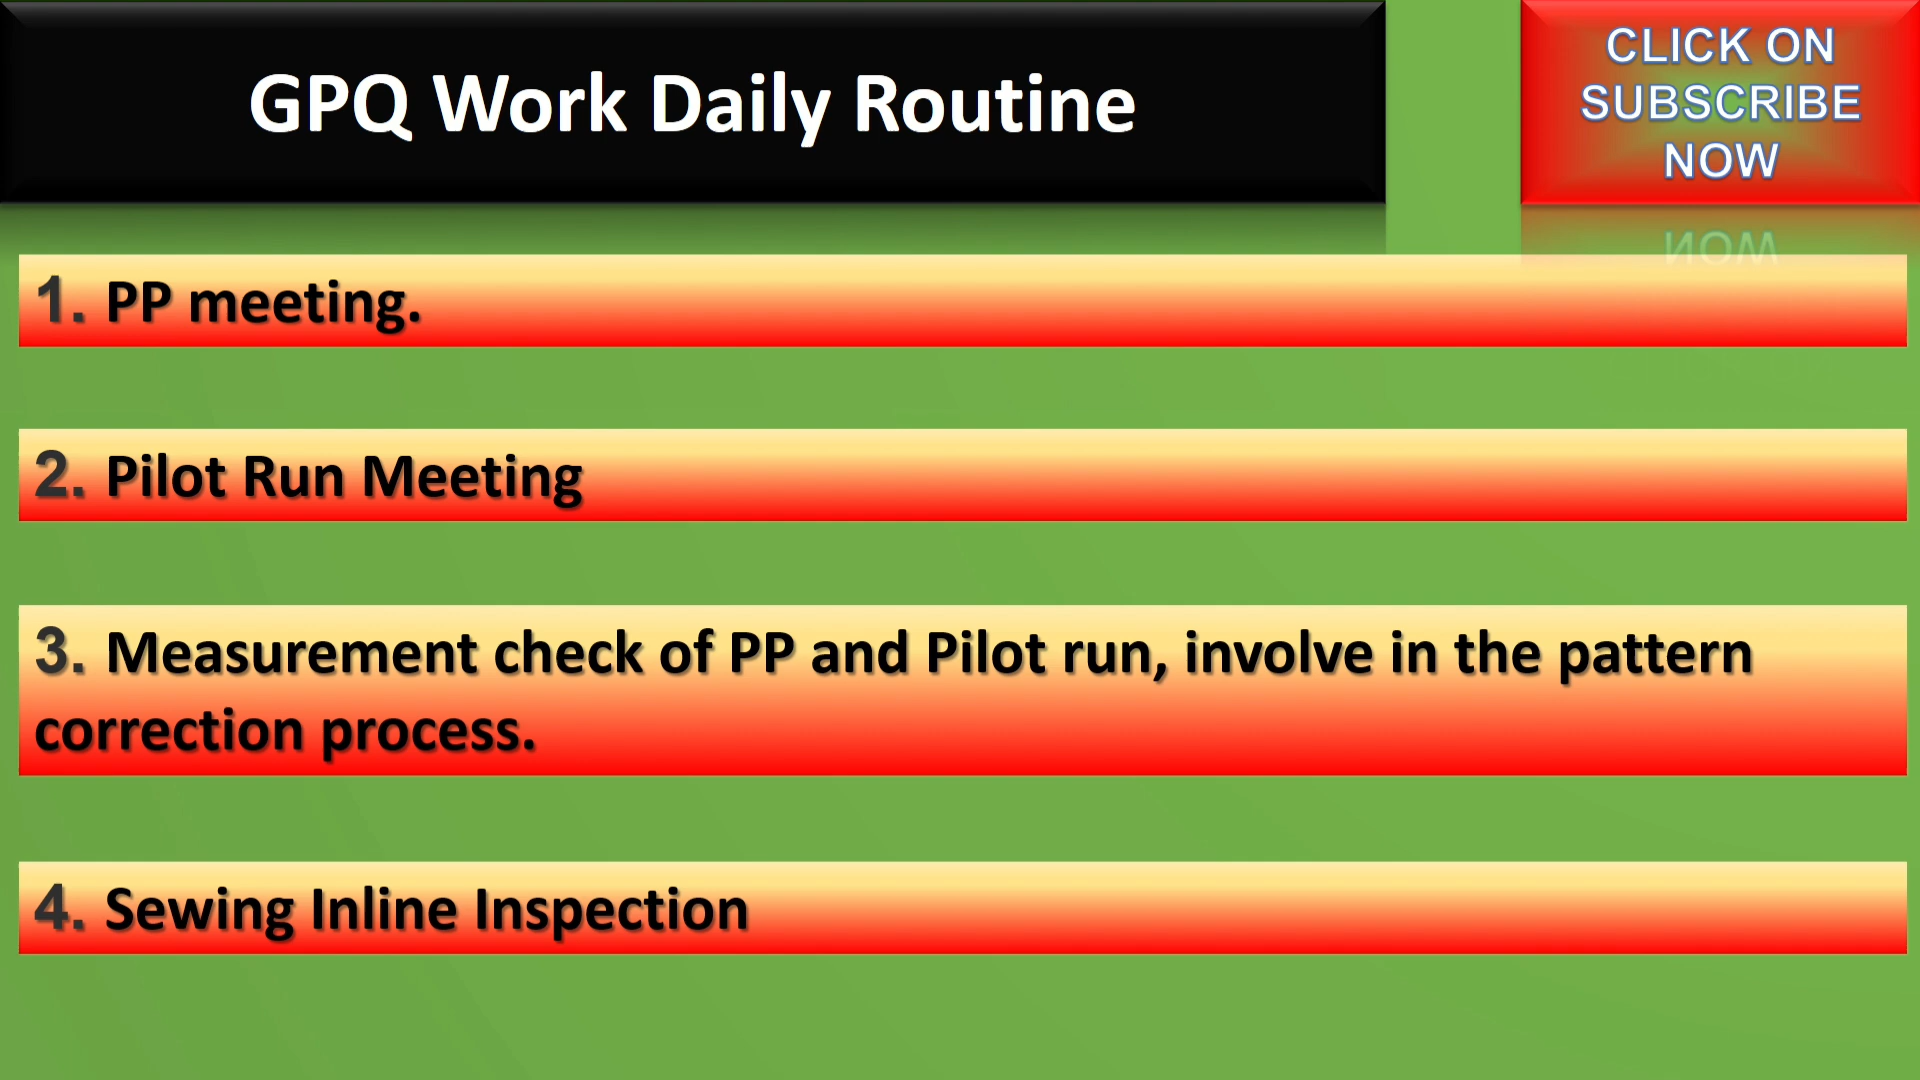 GPQ Work Daily Routine
CLICK ON
SUBSCRIBE
NOW
1. PP meeting.
2. Pilot Run Meeting
3. Measurement check of PP and Pilot run, involve in the pattern
correction process.
4. Sewing Inline Inspection